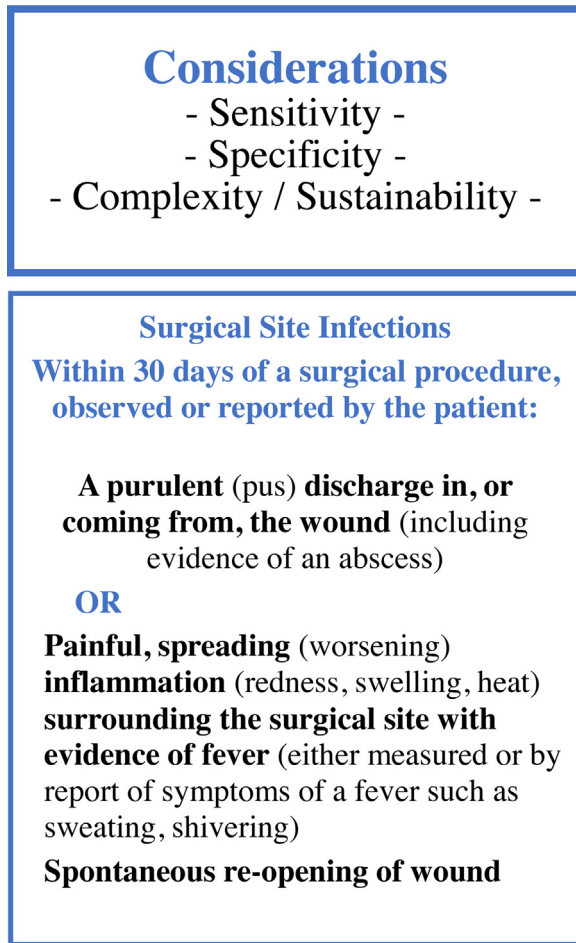 Considerations
- Sensitivity -
- Specificity -
- Complexity / Sustainability -
Surgical Site Infections
Within 30 days of a surgical procedure,
observed or reported by the patient:
A purulent (pus) discharge in, or
coming from, the wound (including
evidence of an abscess)
OR
Painful, spreading (worsening)
inflammation (redness, swelling, heat)
surrounding the surgical site with
evidence of fever (either measured or by
report of symptoms of a fever such as
sweating, shivering)
Spontaneous re-opening of wound